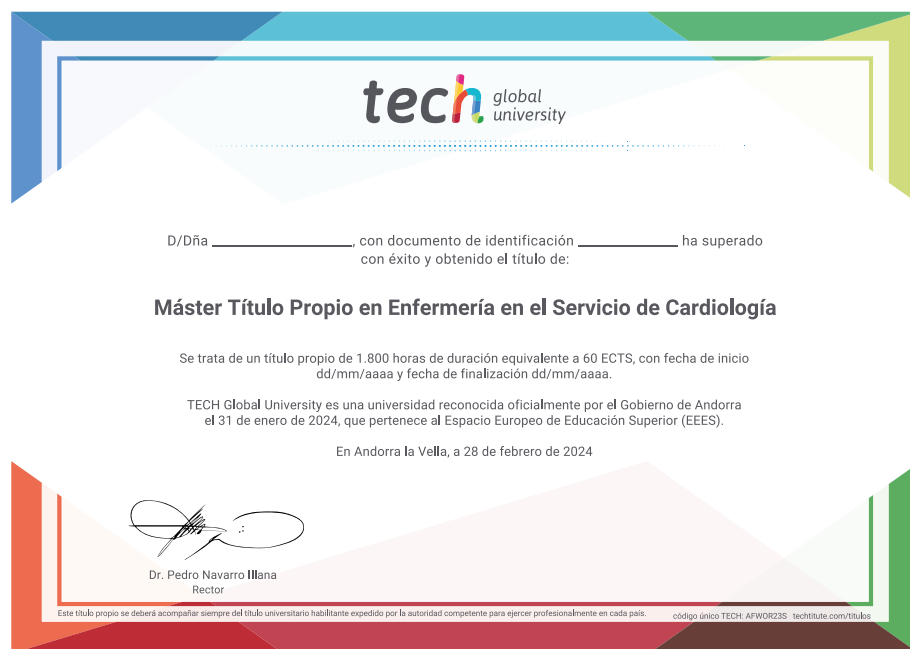 tech global
university
D/Dña ______________, con documento de identificación __________ ha superado
con éxito y obtenido el título de:
Máster Título Propio en Enfermería en el Servicio de Cardiología
Se trata de un título propio de 1.800 horas de duración equivalente a 60 ECTS, con fecha de inicio
dd/mm/aaaa y fecha de finalización dd/mm/aaaa.
TECH Global University es una universidad reconocida oficialmente por el Gobierno de Andorra
el 31 de enero de 2024, que pertenece al Espacio Europeo de Educación Superior (EEES).
En Andorra la Vella, a 28 de febrero de 2024
Dr. Pedro Navarro Illana
Rector
Este título propio se deberá acompañar siempre del título universitario habilitante expedido por la autoridad competente para ejercer profesionalmente en cada país.
código único TECH: AFWOR23S techtitute.com/titulos